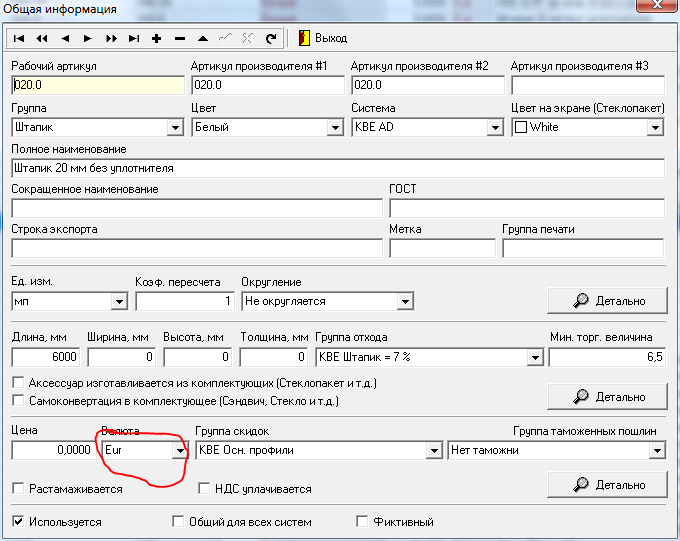 Общая информация
Выход
Рабочий артикул Артикул производителя #1 Артикул производителя #2 Артикул производителя #3
020.0 020.0 020.0
Группа Цвет Система Цвет на экране (Стеклопакет)
Штапик Белый KBE AD White
Полное наименование
Штапик 20 мм без уплотнителя
Сокращенное наименование ГОСТ
Строка экспорта Метка Группа печати
Ед. изм. Коэф. пересчета Округление
мп 1 Не округляется Детально
Длина, мм Ширина, мм Высота, мм Толщина, мм Группа отхода Мин. торг. величина
6000 0 0 0 КВЕ Штапик = 7 % 6,5
Аксессуар изготавливается из комплектующих (Стеклопакет и т.д.)
Самоконвертация в комплектующее (Сэндвич, Стекло и т.д.) Детально
Цена Валюта Группа скидок Группа таможенных пошлин
0,0000 Eur КВЕ Осн. профили Нет таможни
Растамаживается НДС уплачивается Детально
Используется Общий для всех систем Фиктивный